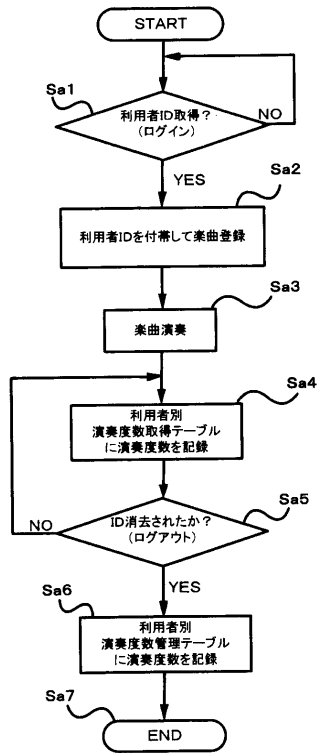 START
Sa1
利用者ID取得?
(ログイン)
NO
YES
Sa2
利用者IDを付帯して楽曲登録
Sa3
楽曲演奏
Sa4
利用者別
演奏度数取得テーブル
に演奏度数を記録
Sa5
ID消去されたか?
(ログアウト)
NO
YES
Sa6
利用者別
演奏度数管理テーブル
に演奏度数を記録
Sa7
END